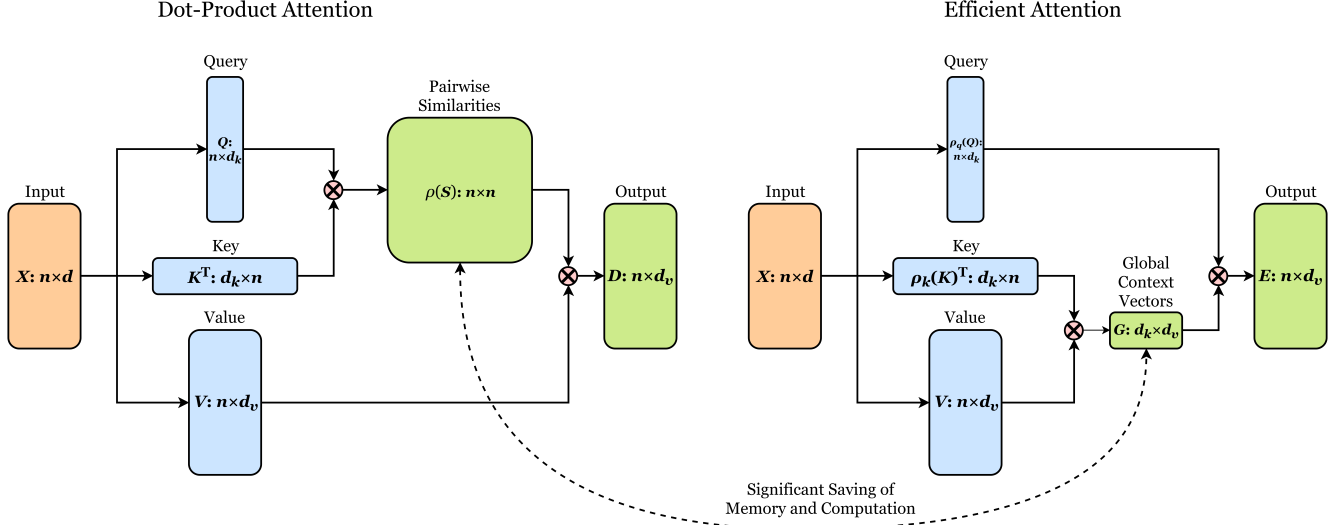 Dot-Product Attention
Query
Q:
n×dₖ
Pairwise
Similarities
ρ(S): n×n
Input
X: n×d
Key
Kᵀ: dₖ×n
Value
V: n×dᵥ
Output
D: n×dᵥ
Efficient Attention
Query
ρ_q(Q):
n×dₖ
Input
X: n×d
Key
ρₖ(K)ᵀ: dₖ×n
Value
V: n×dᵥ
Global
Context
Vectors
G: dₖ×dᵥ
Output
E: n×dᵥ
Significant Saving of
Memory and Computation